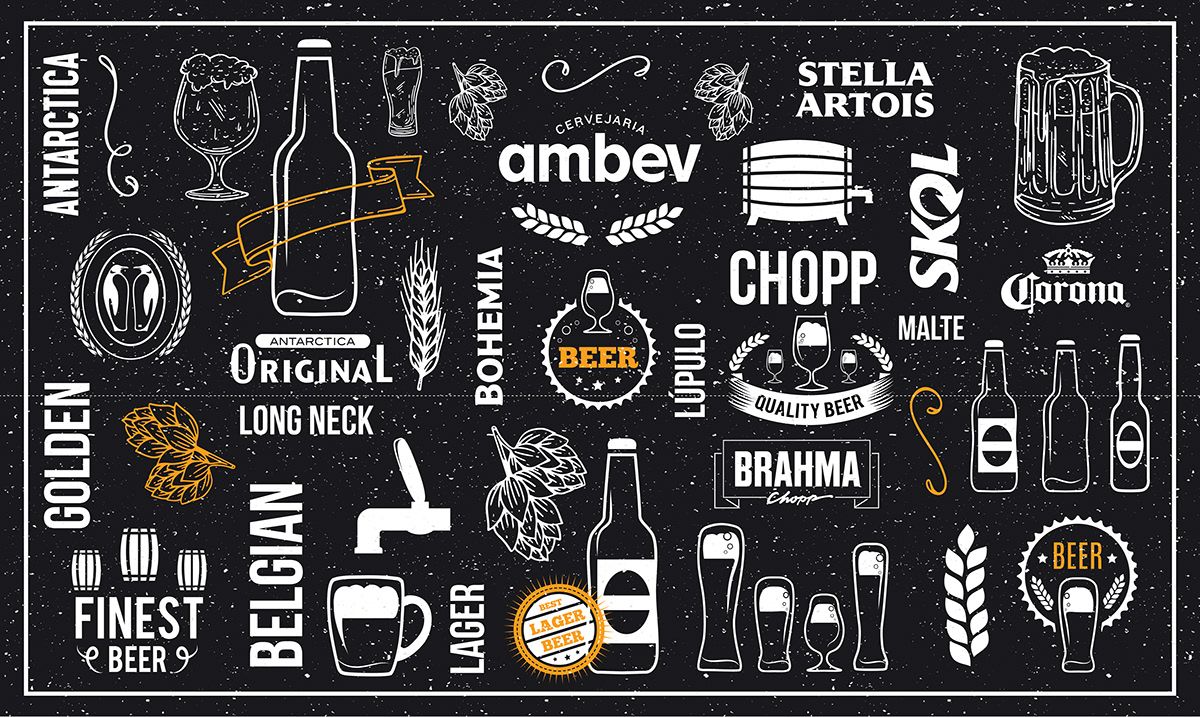 ANTARCTICA
STELLA
ARTOIS
CERVEJARIA
ambev
SKOL
CHOPP
Corona
BOHEMIA
BEER
MALTE
ANTARCTICA
ORIGINAL
LÚPULO
QUALITY BEER
GOLDEN
LONG NECK
BRAHMA
Chopp
BELGIAN
BEER
FINEST
BEER
LAGER
BEST
LAGER
BEER